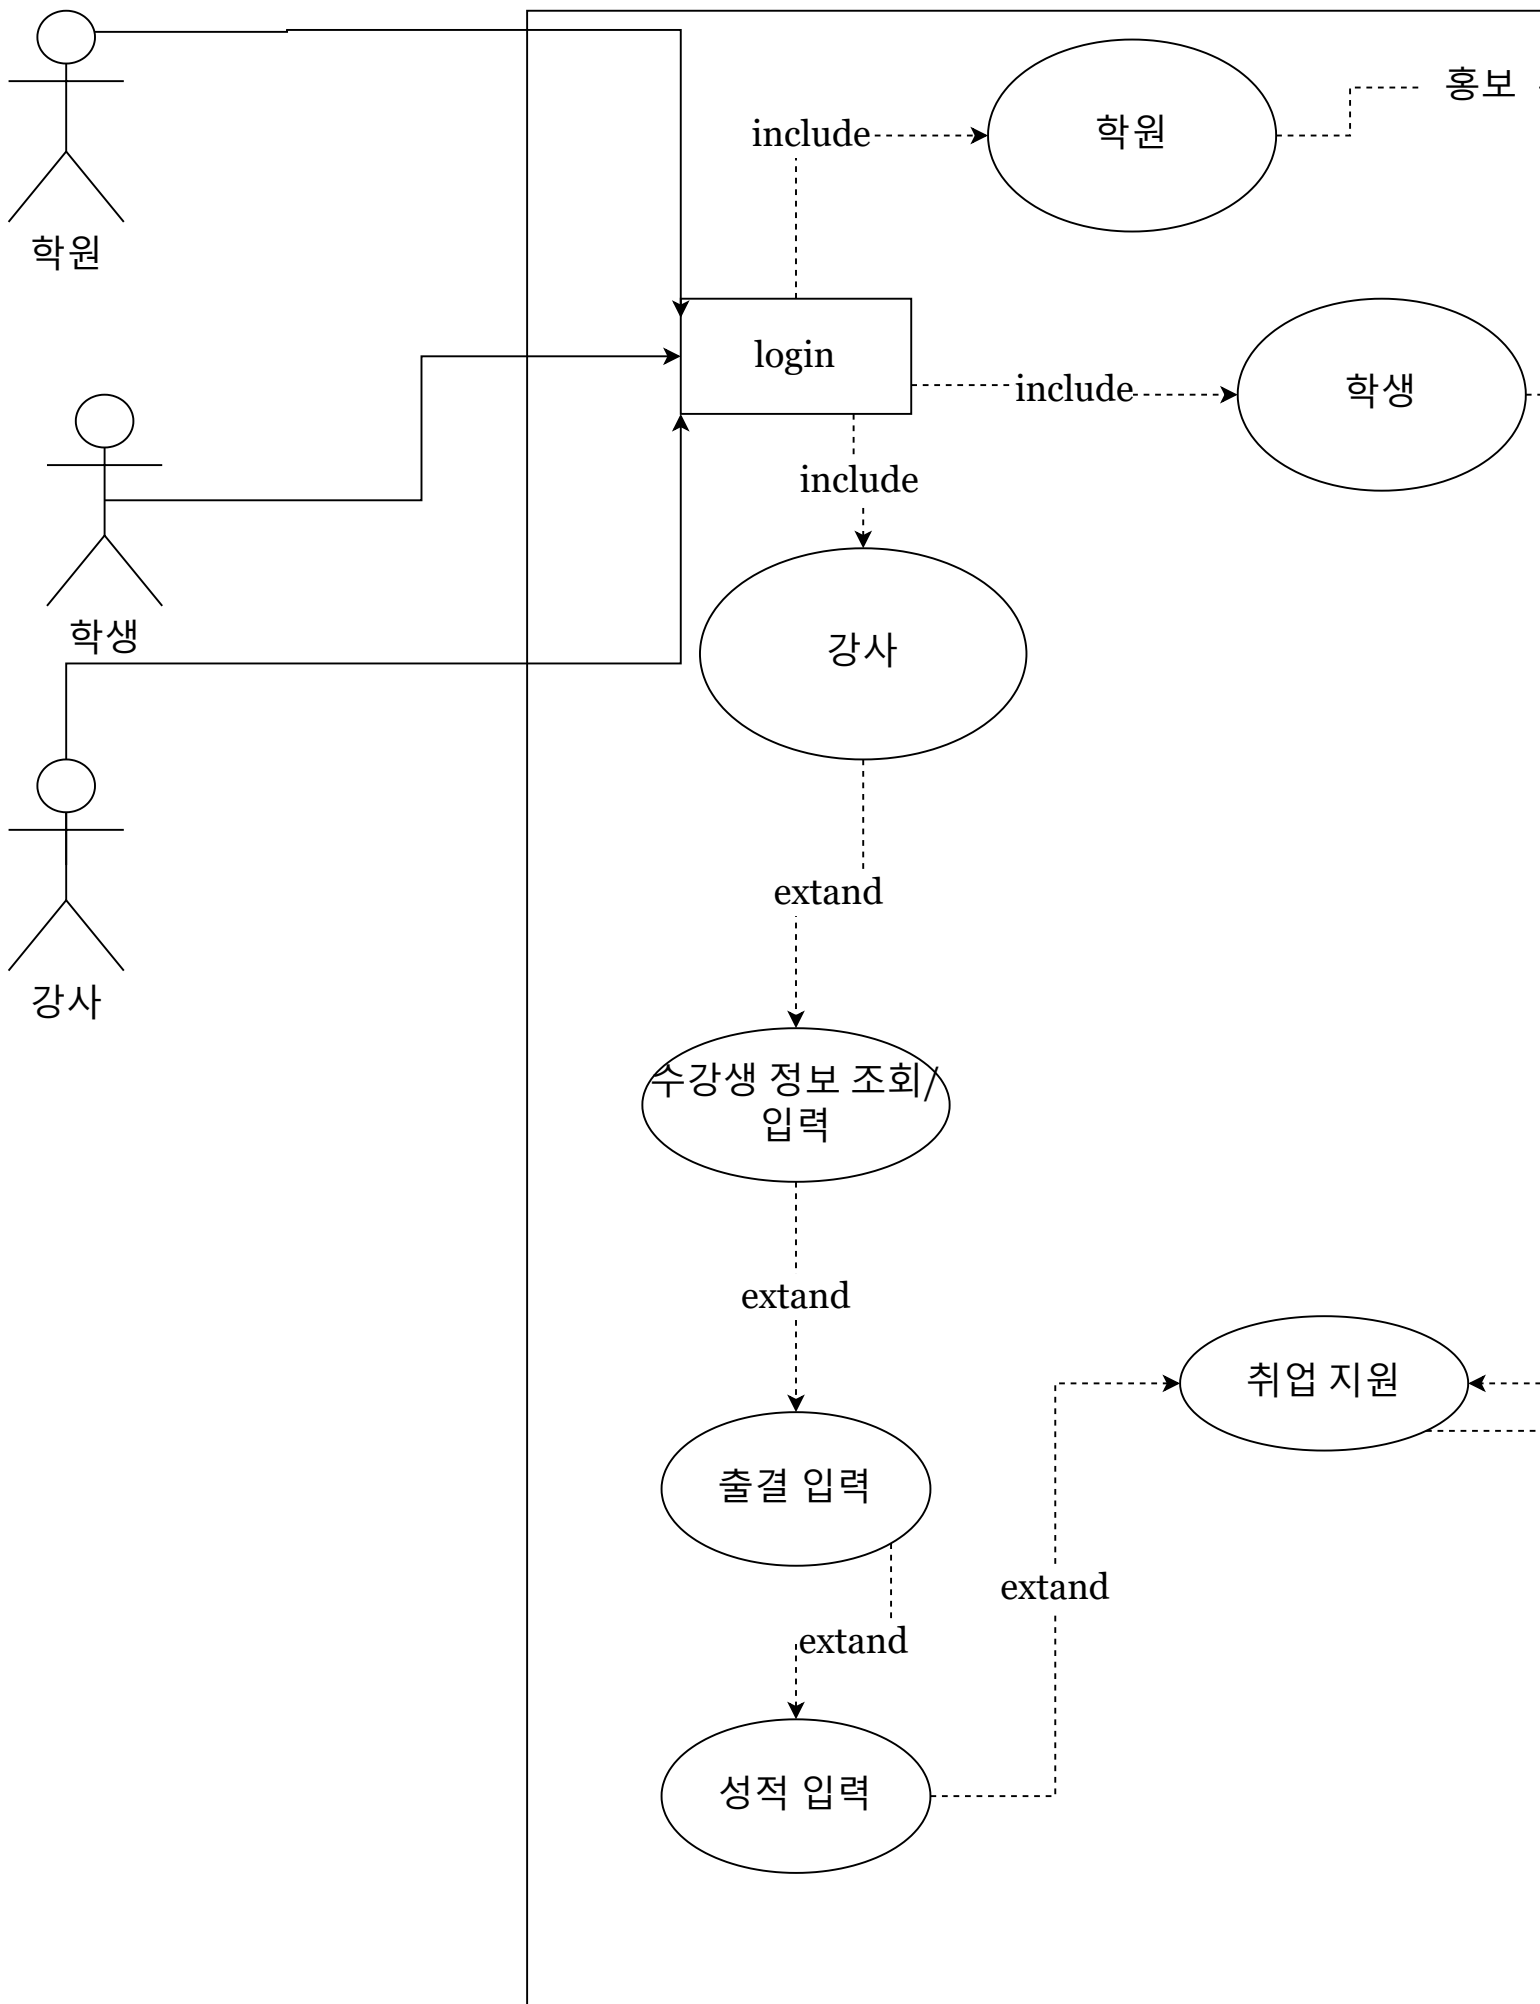 홍보
include
학원
학원
login
include
학생
include
학생
강사
extand
강사
수강생 정보 조회/
입력
extand
취업 지원
출결 입력
extand
extand
성적 입력